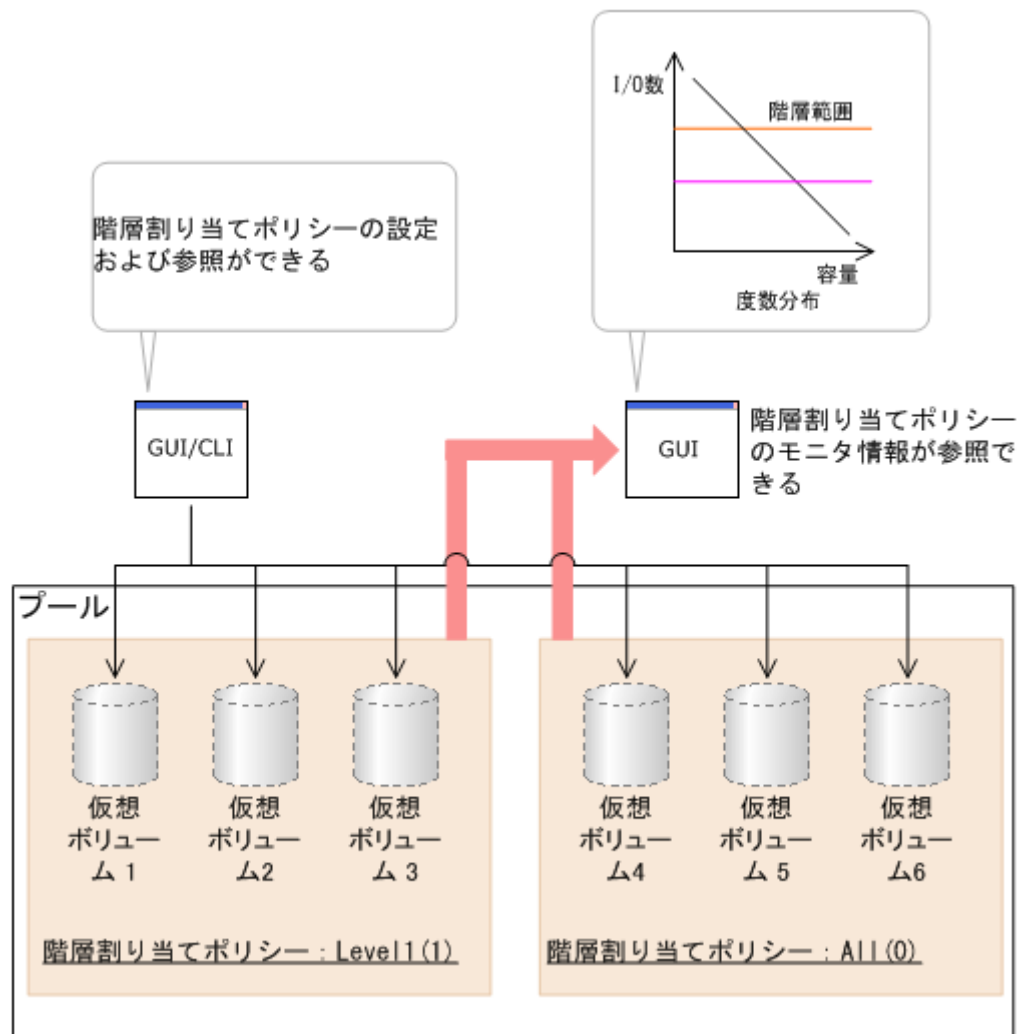 I/O数
階層範囲
容量
度数分布
階層割り当てポリシーの設定
および参照ができる
GUI/CLI
GUI
階層割り当てポリシー
のモニタ情報が参照で
きる
プール
仮想
ボリュー
ム 1
仮想
ボリュー
ム2
仮想
ボリュー
ム 3
階層割り当てポリシー：Level1(1)
仮想
ボリュー
ム4
仮想
ボリュー
ム 5
仮想
ボリュー
ム6
階層割り当てポリシー：All(0)